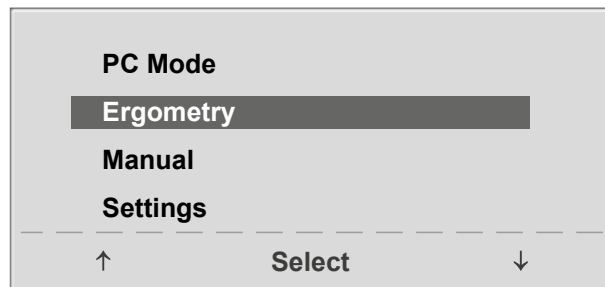 PC Mode
Ergometry
Manual
Settings
↑ Select ↓